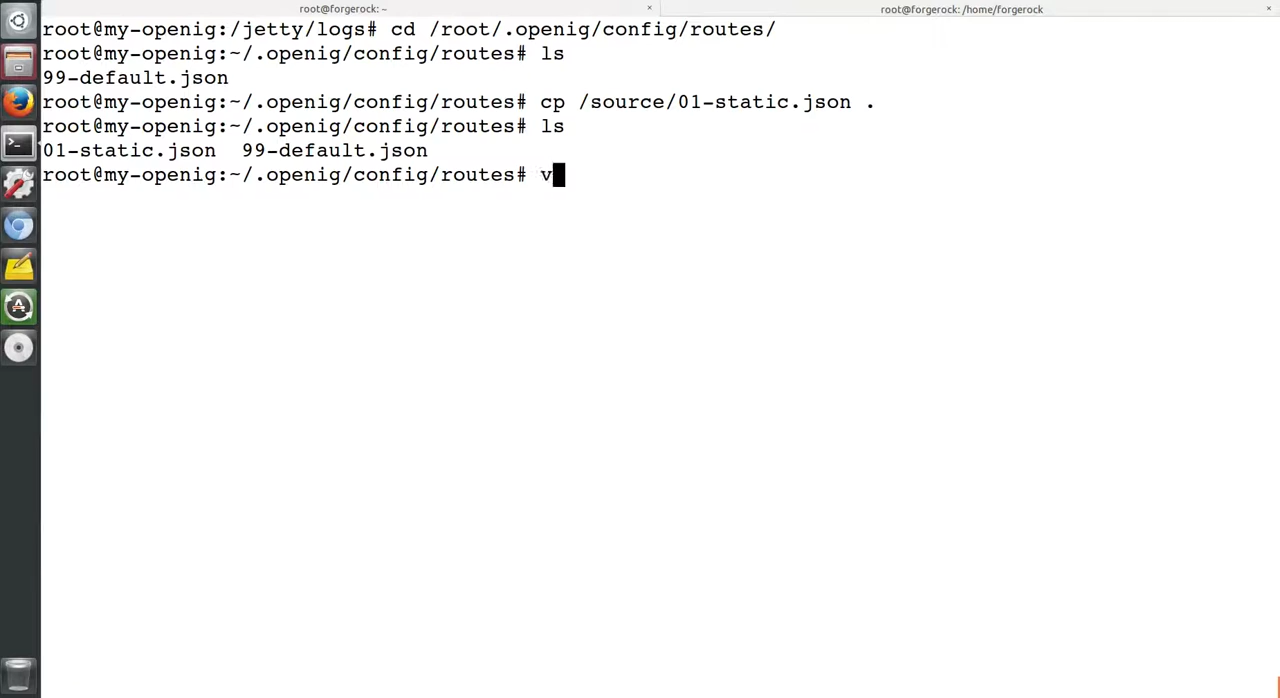 root@forgerock: ~ × root@forgerock: /home/forgerock ×
root@my-openig:/jetty/logs# cd /root/.openig/config/routes/
root@my-openig:~/.openig/config/routes# ls
99-default.json
root@my-openig:~/.openig/config/routes# cp /source/01-static.json .
root@my-openig:~/.openig/config/routes# ls
01-static.json  99-default.json
root@my-openig:~/.openig/config/routes# v